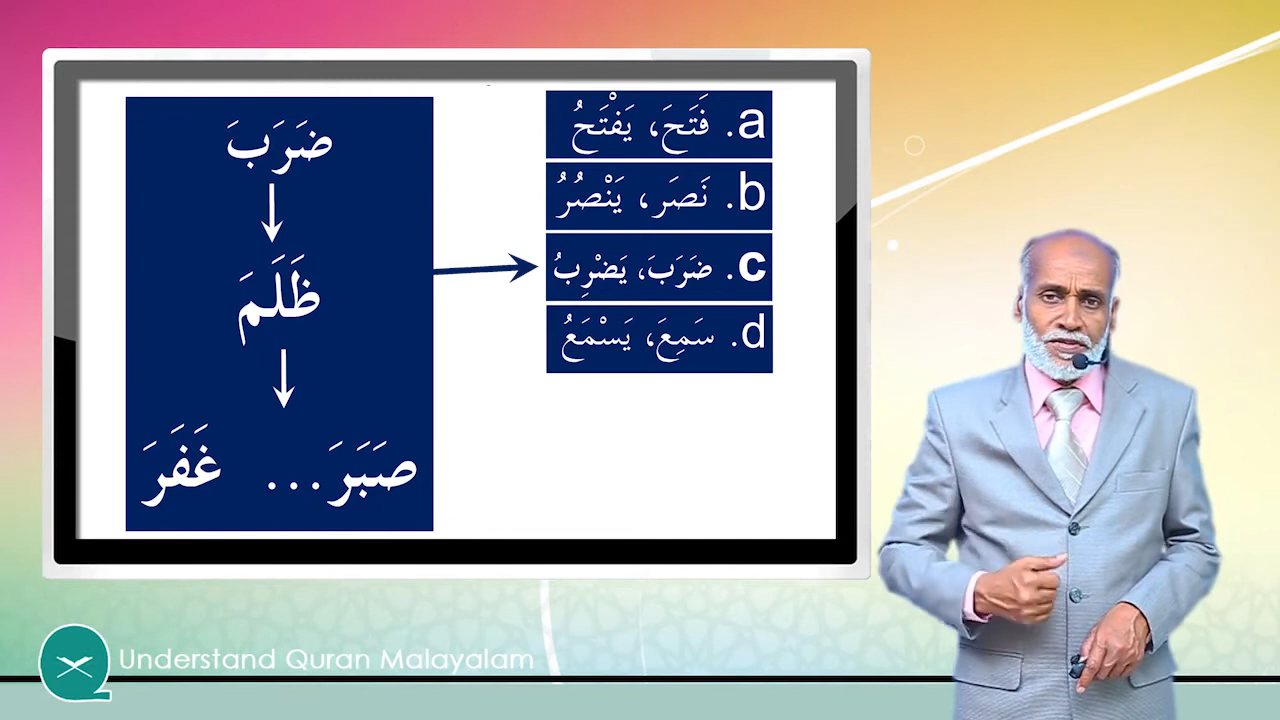 ضَرَبَ
ظَلَمَ
صَبَرَ... غَفَرَ
a. فَتَحَ، يَفْتَحُ
b. نَصَر، يَنْصُرُ
c. ضَرَبَ، يَضْرِبُ
d. سَمِعَ، يَسْمَعُ
Understand Quran Malayalam